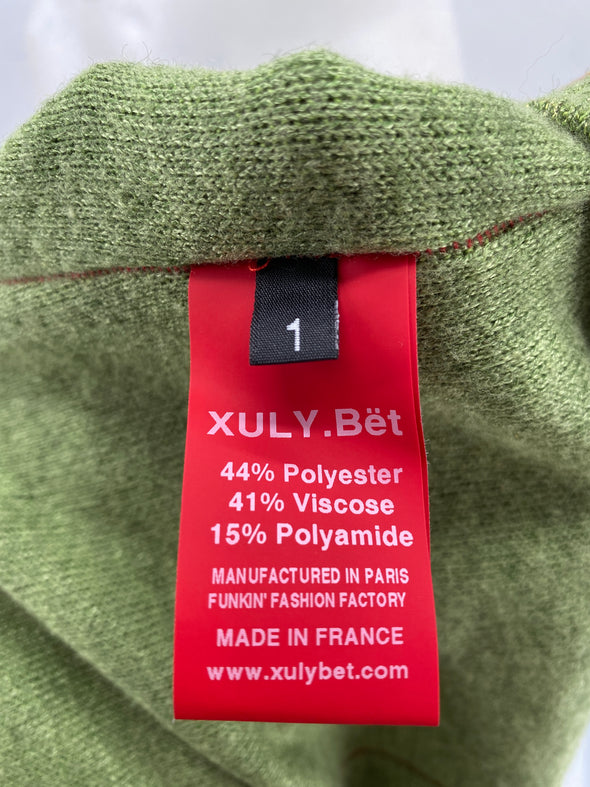 1
XULY.Bët
44% Polyester
41% Viscose
15% Polyamide
MANUFACTURED IN PARIS
FUNKIN' FASHION FACTORY
MADE IN FRANCE
www.xulybet.com